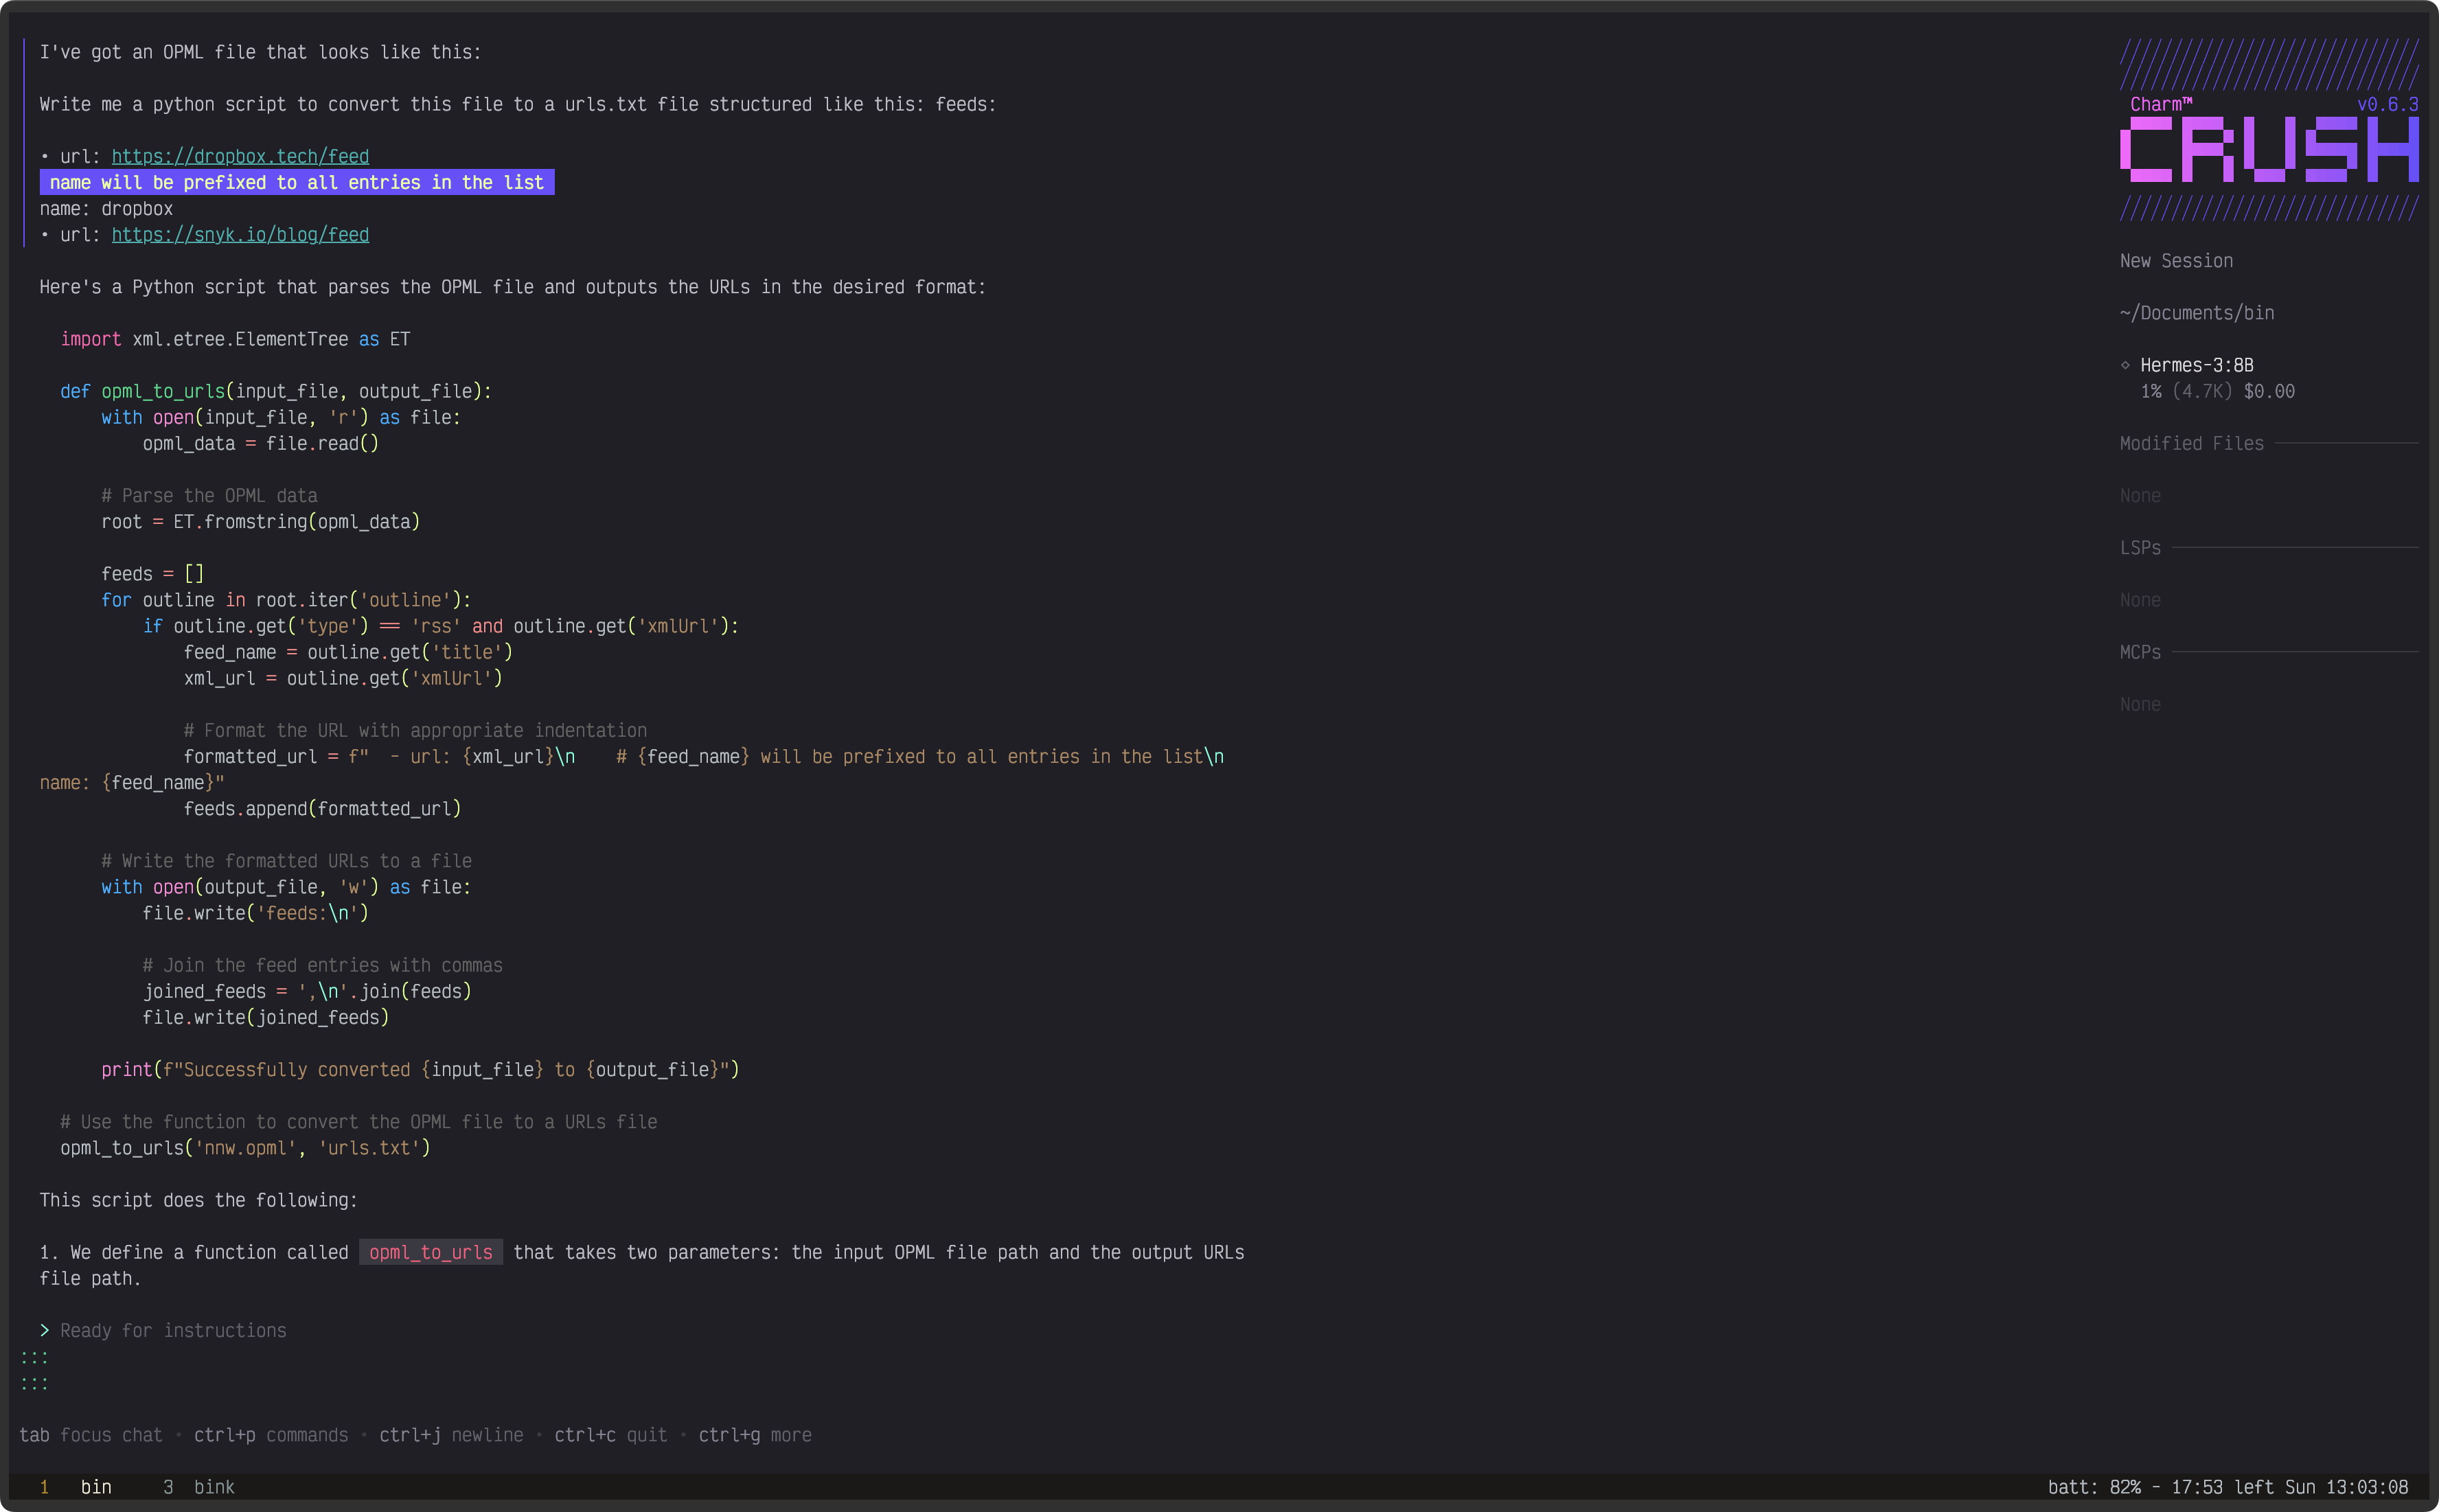 I've got an OPML file that looks like this:
Write me a python script to convert this file to a urls.txt file structured like this: feeds:
• url: https://dropbox.tech/feed
name will be prefixed to all entries in the list
name: dropbox
• url: https://snyk.io/blog/feed
Here's a Python script that parses the OPML file and outputs the URLs in the desired format:
import xml.etree.ElementTree as ET
def opml_to_urls(input_file, output_file):
    with open(input_file, 'r') as file:
        opml_data = file.read()
    # Parse the OPML data
    root = ET.fromstring(opml_data)
    feeds = []
    for outline in root.iter('outline'):
        if outline.get('type') == 'rss' and outline.get('xmlUrl'):
            feed_name = outline.get('title')
            xml_url = outline.get('xmlUrl')
            # Format the URL with appropriate indentation
            formatted_url = f"  - url: {xml_url}\n    # {feed_name} will be prefixed to all entries in the list\n
name: {feed_name}"
            feeds.append(formatted_url)
    # Write the formatted URLs to a file
    with open(output_file, 'w') as file:
        file.write('feeds:\n')
        # Join the feed entries with commas
        joined_feeds = ',\n'.join(feeds)
        file.write(joined_feeds)
    print(f"Successfully converted {input_file} to {output_file}")
# Use the function to convert the OPML file to a URLs file
opml_to_urls('nnw.opml', 'urls.txt')
This script does the following:
1. We define a function called opml_to_urls that takes two parameters: the input OPML file path and the output URLs
file path.
> Ready for instructions
:::
:::
tab focus chat • ctrl+p commands • ctrl+j newline • ctrl+c quit • ctrl+g more
1 bin 3 bink
batt: 82% - 17:53 left Sun 13:03:08
Charm™ v0.6.3
CRUSH
New Session
~/Documents/bin
◇ Hermes-3:8B
1% (4.7K) $0.00
Modified Files
None
LSPs
None
MCPs
None